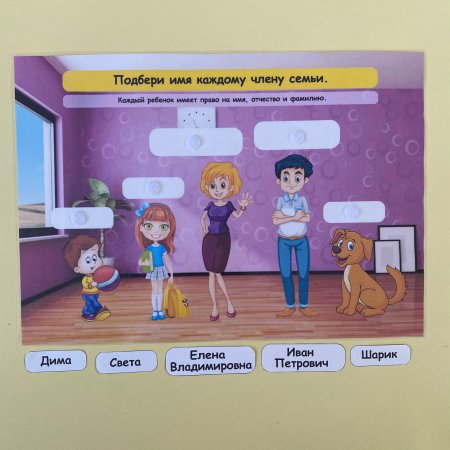 Подбери имя каждому члену семьи.
Каждый ребенок имеет право на имя, отчество и фамилию.
Дима
Света
Елена
Владимировна
Иван
Петрович
Шарик